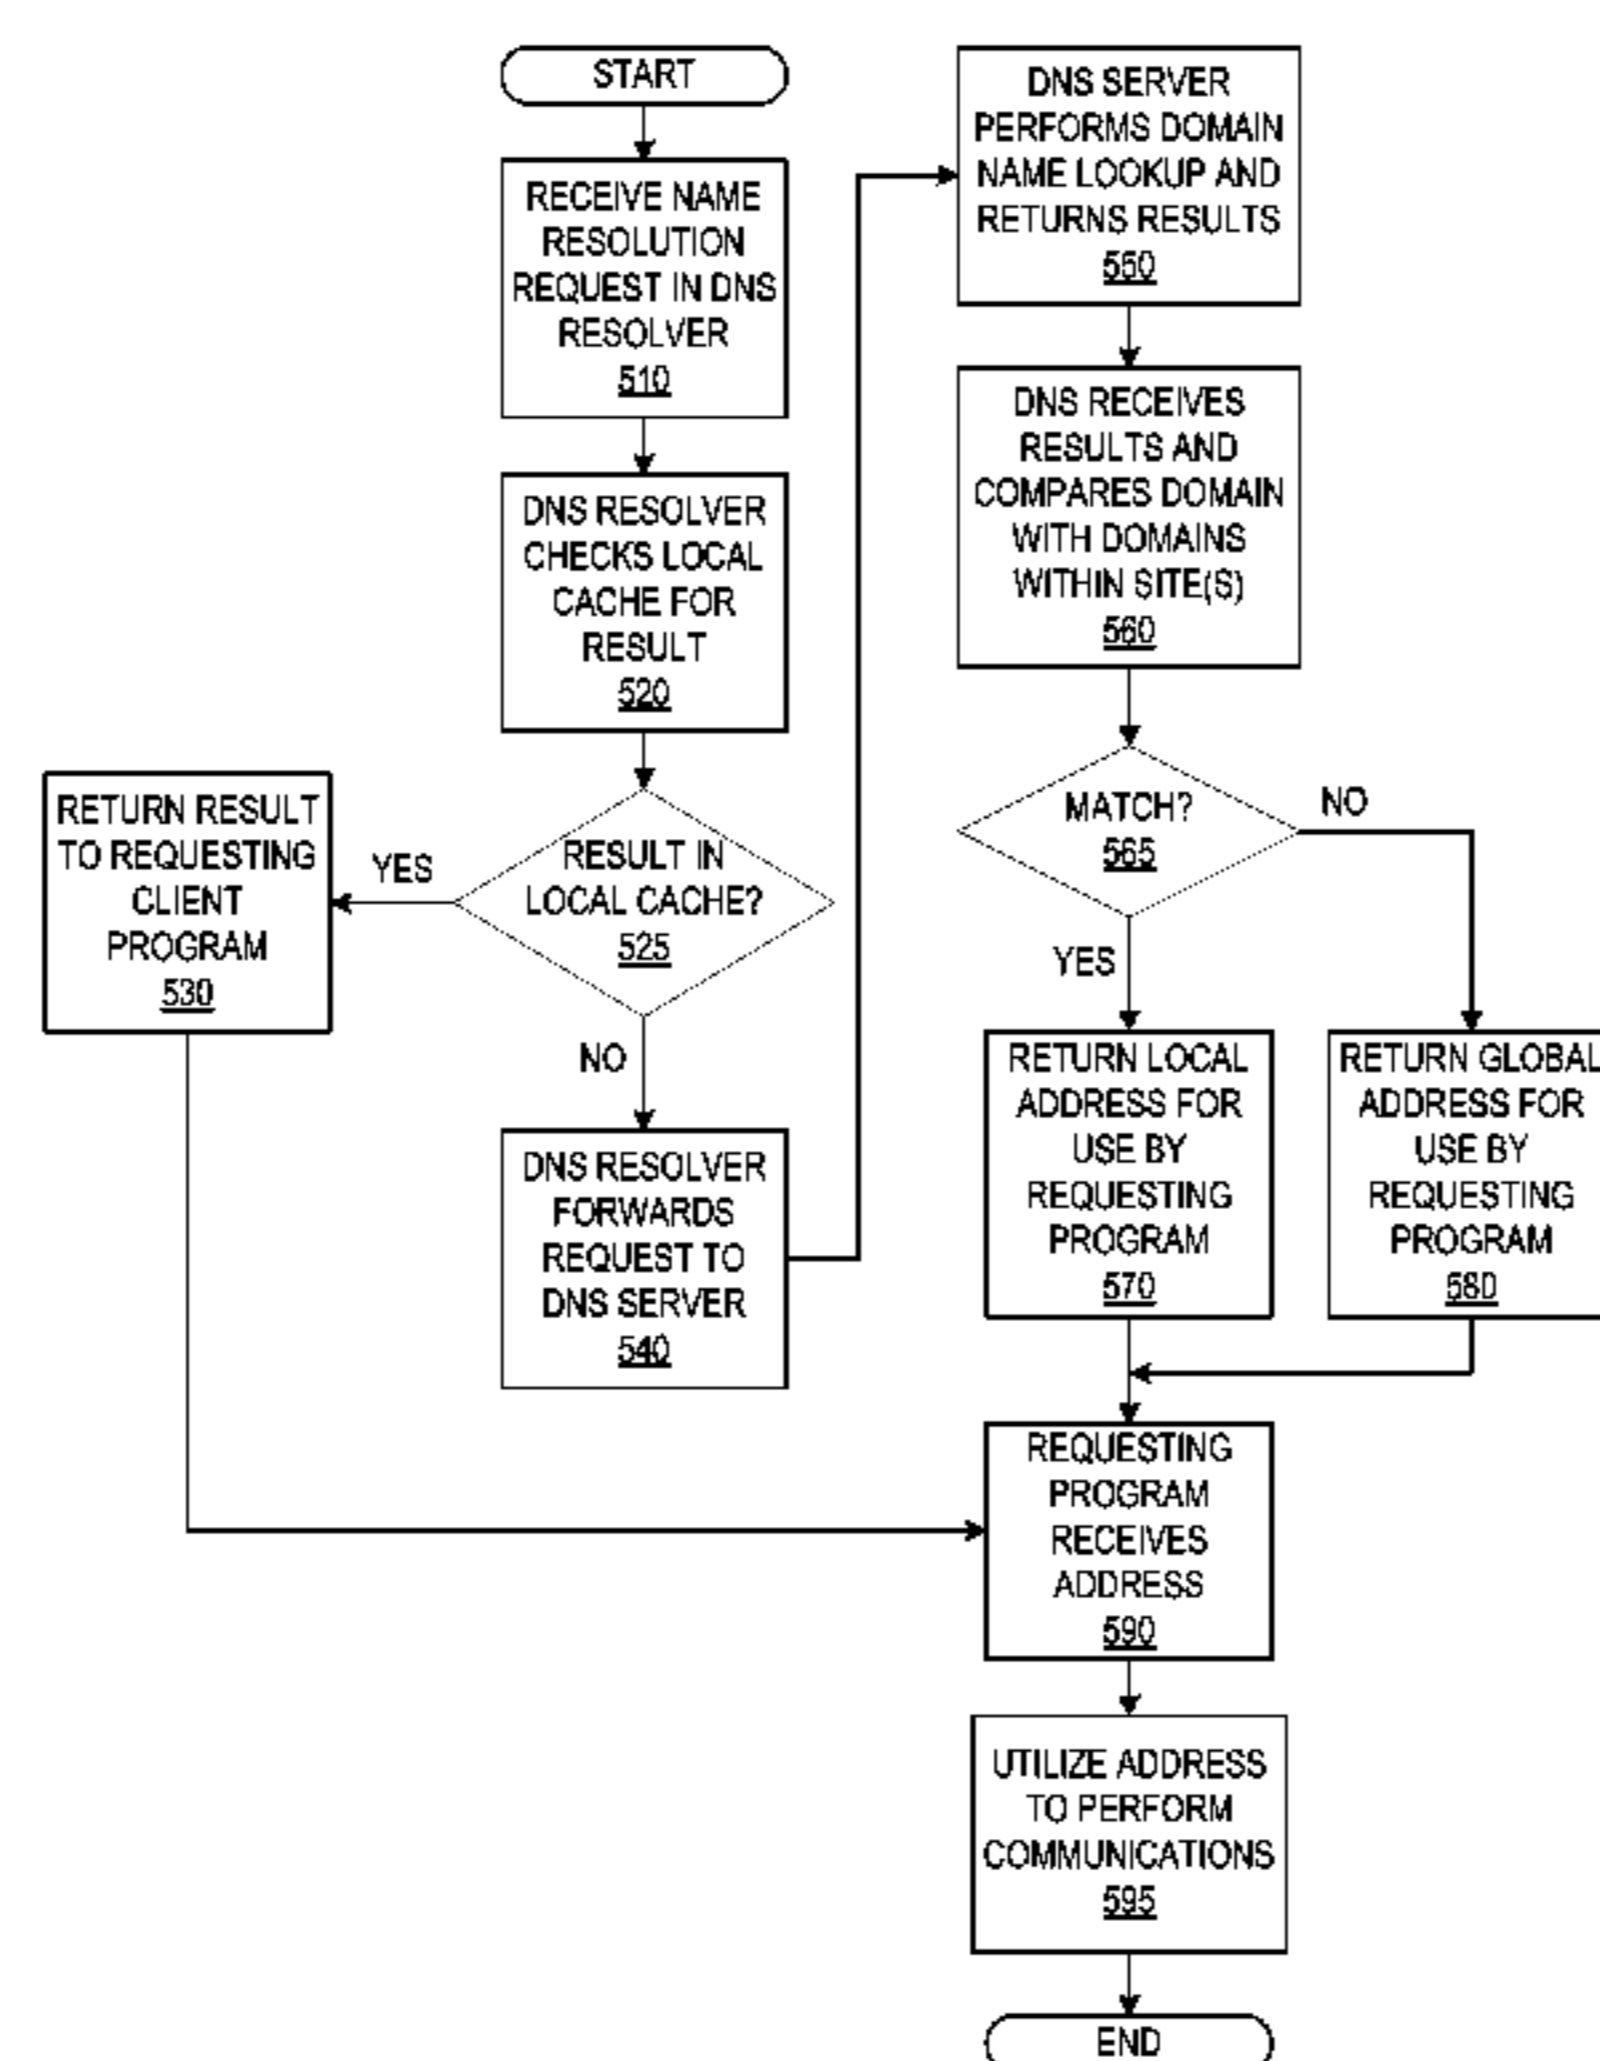 START
RECEIVE NAME
RESOLUTION
REQUEST IN DNS
RESOLVER
510
DNS RESOLVER
CHECKS LOCAL
CACHE FOR
RESULT
520
RESULT IN
LOCAL CACHE?
525
YES
RETURN RESULT
TO REQUESTING
CLIENT
PROGRAM
530
NO
DNS RESOLVER
FORWARDS
REQUEST TO
DNS SERVER
540
DNS SERVER
PERFORMS DOMAIN
NAME LOOKUP AND
RETURNS RESULTS
550
DNS RECEIVES
RESULTS AND
COMPARES DOMAIN
WITH DOMAINS
WITHIN SITE(S)
560
MATCH?
565
NO
YES
RETURN LOCAL
ADDRESS FOR
USE BY
REQUESTING
PROGRAM
570
RETURN GLOBAL
ADDRESS FOR
USE BY
REQUESTING
PROGRAM
580
REQUESTING
PROGRAM
RECEIVES
ADDRESS
590
UTILIZE ADDRESS
TO PERFORM
COMMUNICATIONS
595
END